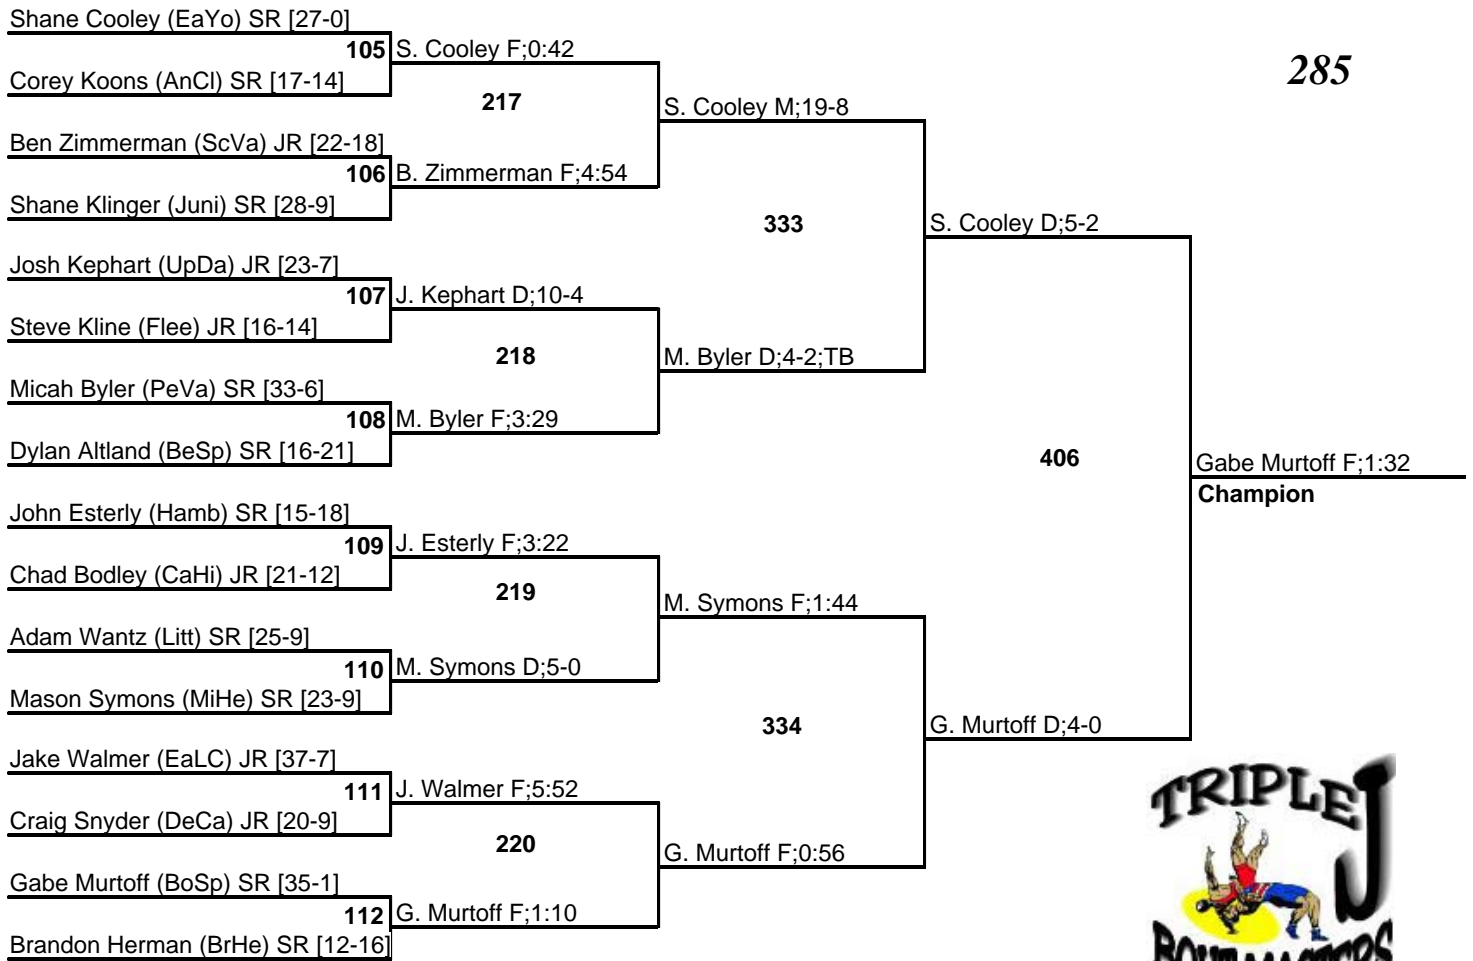 Shane Cooley (EaYo) SR [27-0]
105 S. Cooley F;0:42
285
Corey Koons (AnCl) SR [17-14]
217
S. Cooley M;19-8
Ben Zimmerman (ScVa) JR [22-18]
106 B. Zimmerman F;4:54
Shane Klinger (Juni) SR [28-9]
333
S. Cooley D;5-2
Josh Kephart (UpDa) JR [23-7]
107 J. Kephart D;10-4
Steve Kline (Flee) JR [16-14]
218
M. Byler D;4-2;TB
Micah Byler (PeVa) SR [33-6]
108 M. Byler F;3:29
Dylan Altland (BeSp) SR [16-21]
406
Gabe Murtoff F;1:32
Champion
John Esterly (Hamb) SR [15-18]
109 J. Esterly F;3:22
Chad Bodley (CaHi) JR [21-12]
219
M. Symons F;1:44
Adam Wantz (Litt) SR [25-9]
110 M. Symons D;5-0
Mason Symons (MiHe) SR [23-9]
334
G. Murtoff D;4-0
Jake Walmer (EaLC) JR [37-7]
111 J. Walmer F;5:52
Craig Snyder (DeCa) JR [20-9]
220
G. Murtoff F;0:56
Gabe Murtoff (BoSp) SR [35-1]
112 G. Murtoff F;1:10
Brandon Herman (BrHe) SR [12-16]
TRIPLE J
BOUT MASTERS